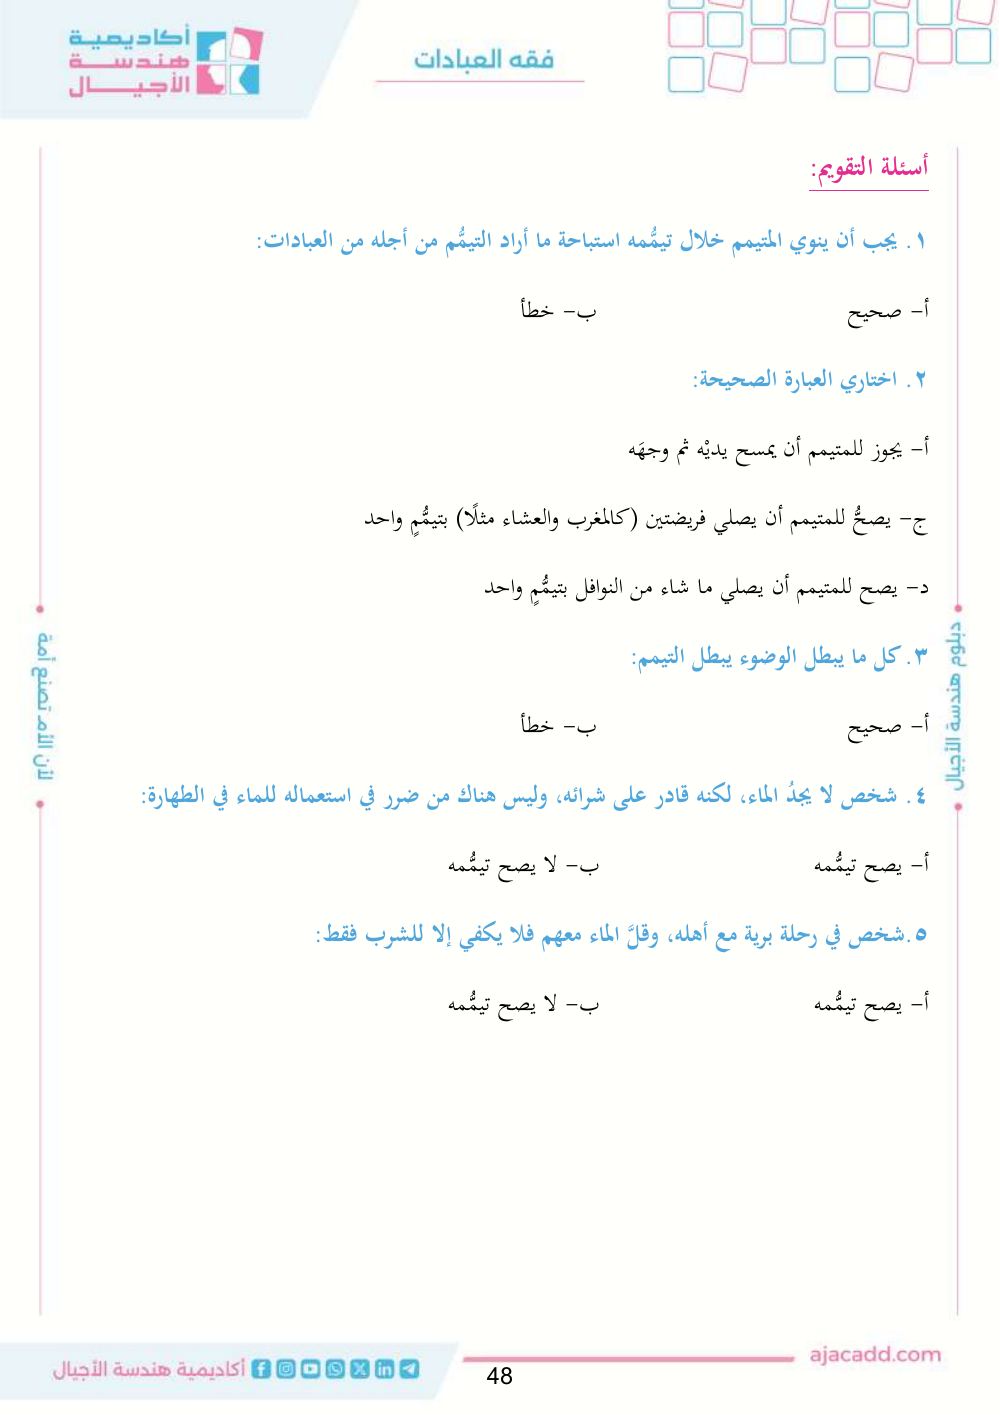 أكاديمية
هندسة
الأجيال
فقه العبادات
أسئلة التقويم:
١. يجب أن ينوي المتيمم خلال تيمُّمه استباحة ما أراد التيمُّم من أجله من العبادات:
أ- صحيح ب- خطأ
٢. اختاري العبارة الصحيحة:
أ- يجوز للمتيمم أن يمسح يديْه ثم وجهَه
ج- يصحُّ للمتيمم أن يصلي فريضتين (كالمغرب والعشاء مثلًا) بتيمُّمٍ واحد
د- يصح للمتيمم أن يصلي ما شاء من النوافل بتيمُّمٍ واحد
٣. كل ما يبطل الوضوء يبطل التيمم:
أ- صحيح ب- خطأ
٤. شخص لا يجدُ الماء، لكنه قادر على شرائه، وليس هناك من ضرر في استعماله للماء في الطهارة:
أ- يصح تيمُّمه ب- لا يصح تيمُّمه
٥.شخص في رحلة برية مع أهله، وقلَّ الماء معهم فلا يكفي إلا للشرب فقط:
أ- يصح تيمُّمه ب- لا يصح تيمُّمه
دبلوم هندسة الأجيال
لأن الأم تصنع أمة
ajacadd.com
48
أكاديمية هندسة الأجيال